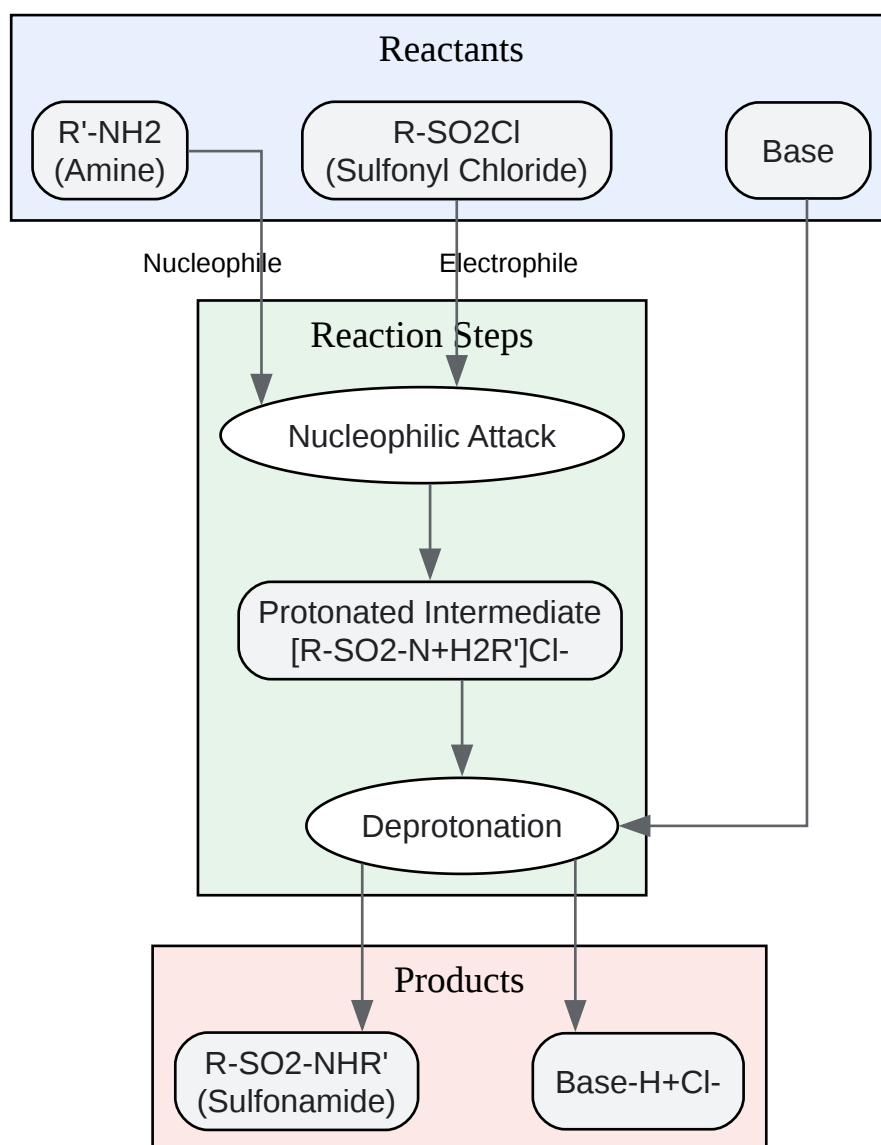 Reactants
R'-NH2
(Amine)
R-SO2Cl
(Sulfonyl Chloride)
Base
Nucleophile
Electrophile
Reaction Steps
Nucleophilic Attack
Protonated Intermediate
[R-SO2-N+H2R']Cl-
Deprotonation
Products
R-SO2-NHR'
(Sulfonamide)
Base-H+Cl-